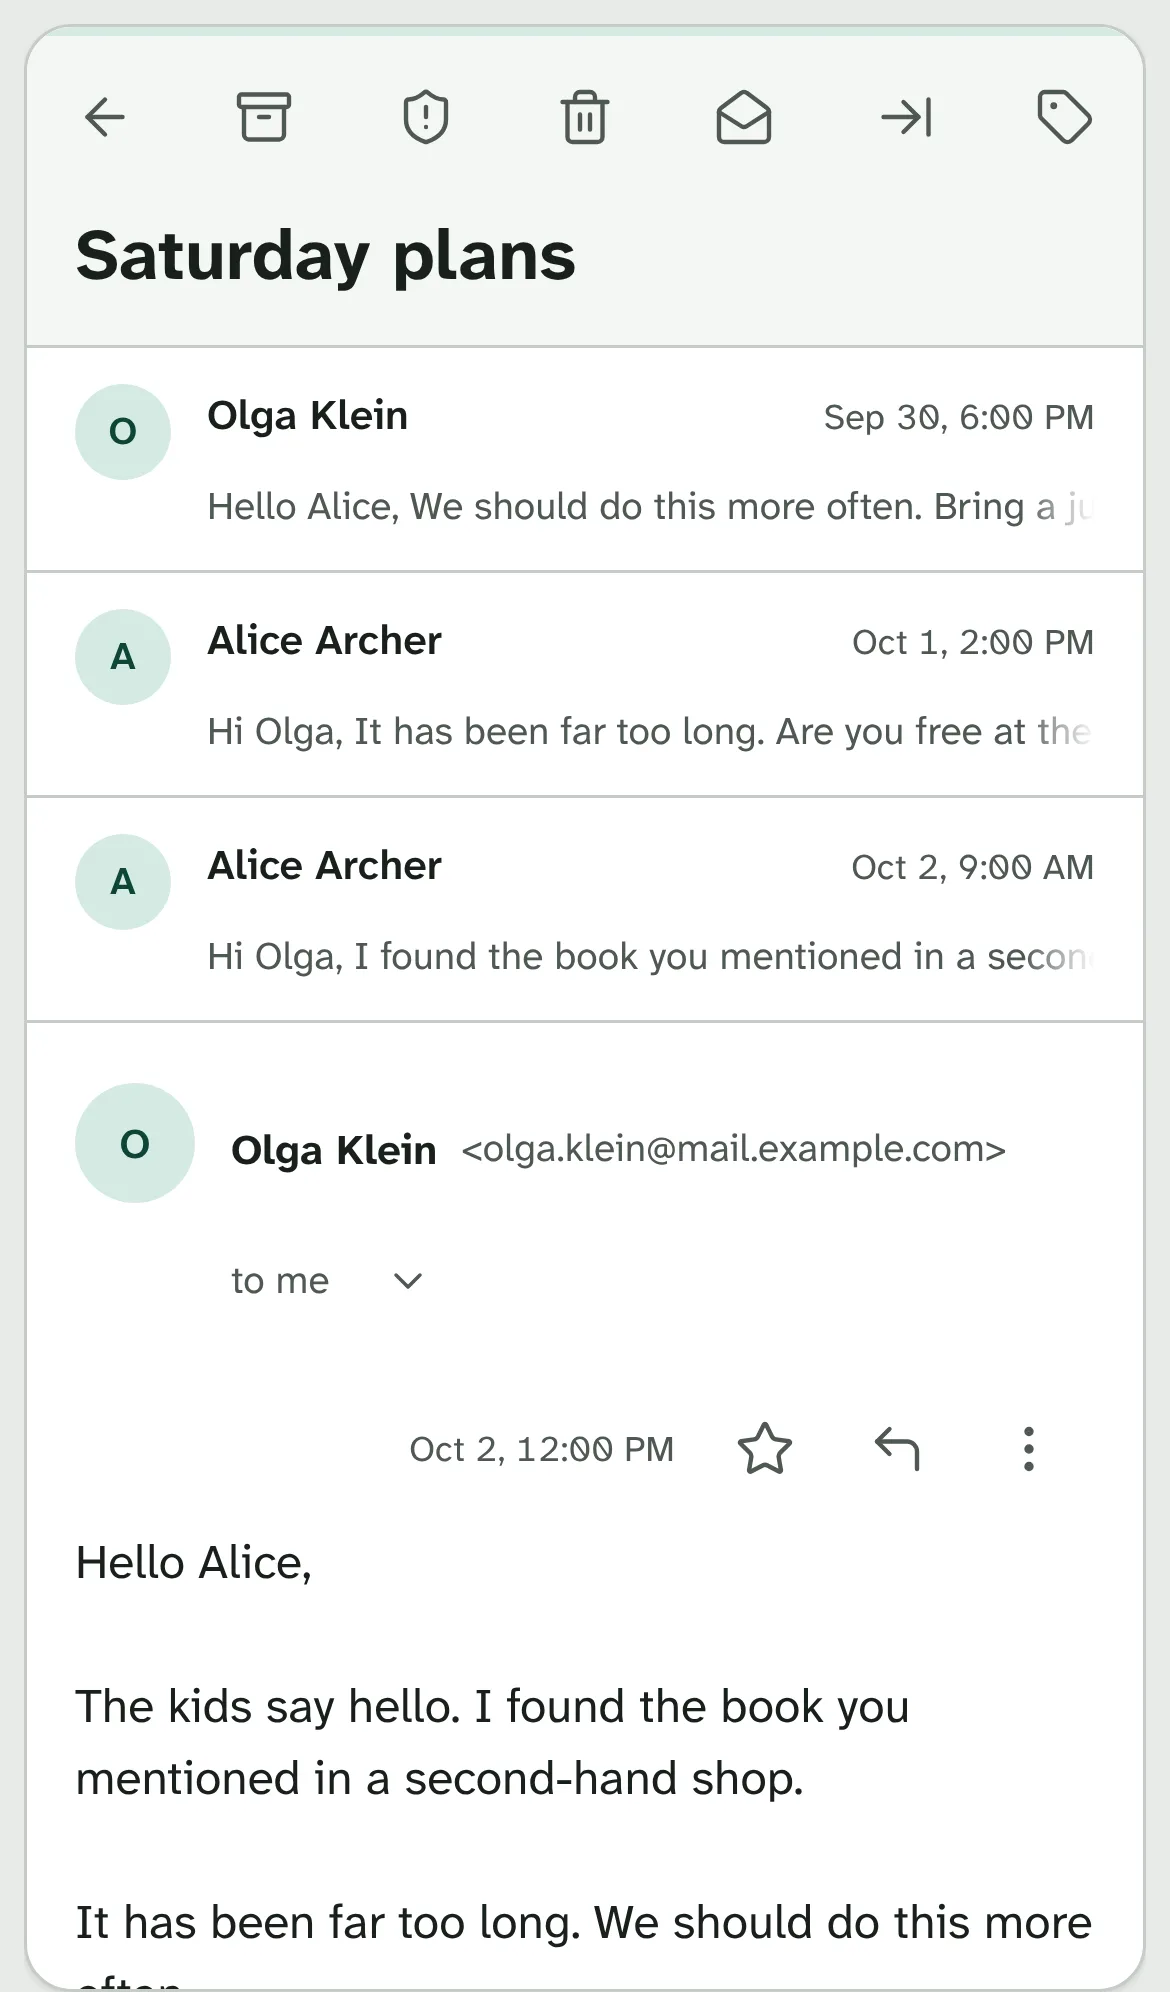 Saturday plans
O
Olga Klein
Sep 30, 6:00 PM
Hello Alice, We should do this more often. Bring a
A
Alice Archer
Oct 1, 2:00 PM
Hi Olga, It has been far too long. Are you free at the
A
Alice Archer
Oct 2, 9:00 AM
Hi Olga, I found the book you mentioned in a
O
Olga Klein <olga.klein@mail.example.com>
to me
Oct 2, 12:00 PM
Hello Alice,
The kids say hello. I found the book you
mentioned in a second-hand shop.
It has been far too long. We should do this more